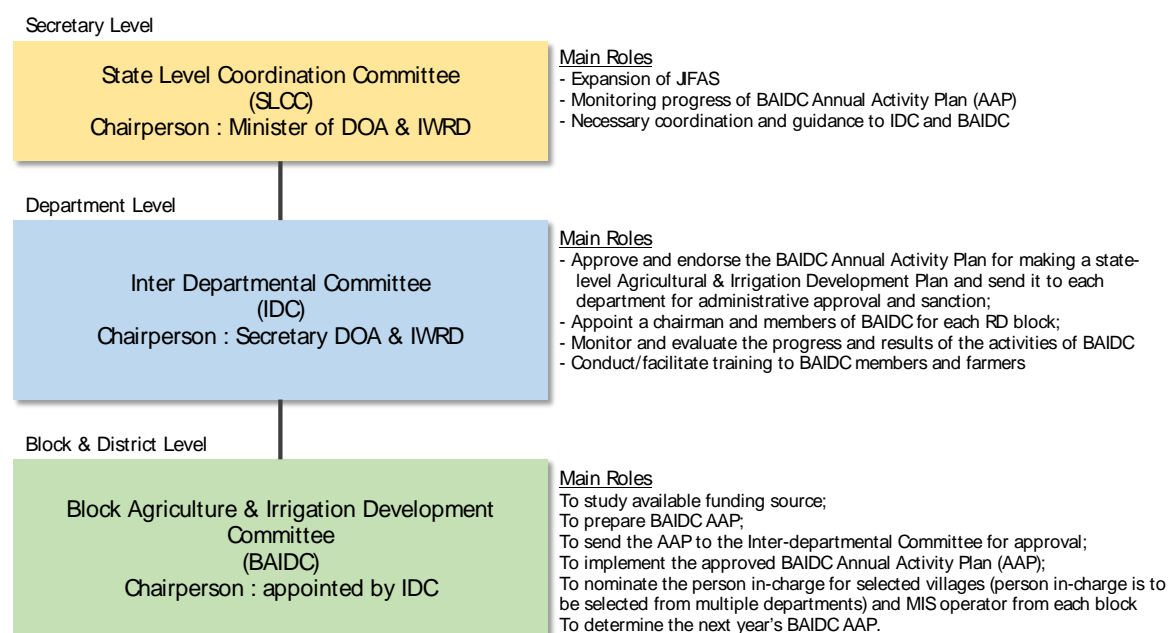 Secretary Level
State Level Coordination Committee
(SLCC)
Chairperson : Minister of DOA & IWRD
Main Roles
- Expansion of JIFAS
- Monitoring progress of BAIDC Annual Activity Plan (AAP)
- Necessary coordination and guidance to IDC and BAIDC
Department Level
Inter Departmental Committee
(IDC)
Chairperson : Secretary DOA & IWRD
Main Roles
- Approve and endorse the BAIDC Annual Activity Plan for making a state-
level Agricultural & Irrigation Development Plan and send it to each
department for administrative approval and sanction;
- Appoint a chairman and members of BAIDC for each RD block;
- Monitor and evaluate the progress and results of the activities of BAIDC
- Conduct/facilitate training to BAIDC members and farmers
Block & District Level
Block Agriculture & Irrigation Development
Committee
(BAIDC)
Chairperson : appointed by IDC
Main Roles
To study available funding source;
To prepare BAIDC AAP;
To send the AAP to the Inter-departmental Committee for approval;
To implement the approved BAIDC Annual Activity Plan (AAP);
To nominate the person in-charge for selected villages (person in-charge is to
be selected from multiple departments) and MIS operator from each block
To determine the next year's BAIDC AAP.